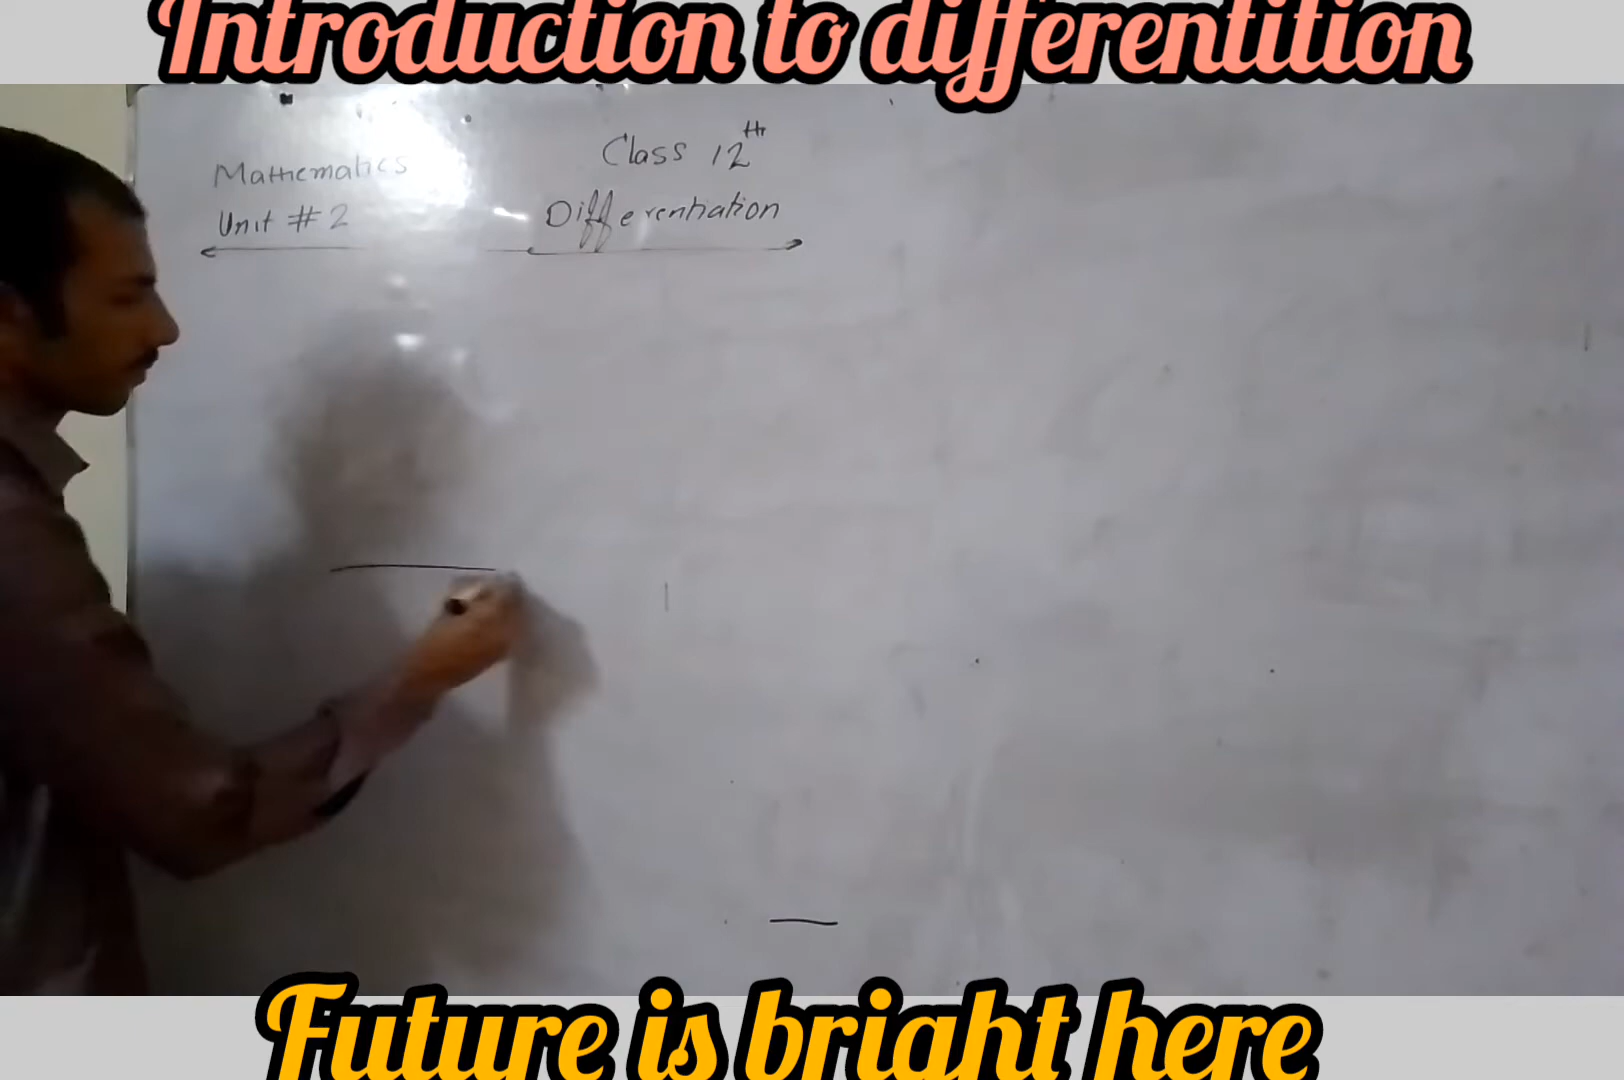 Introduction to differentition
Class 12th
Mathematics
Unit # 2
Differentiation
Future is bright here